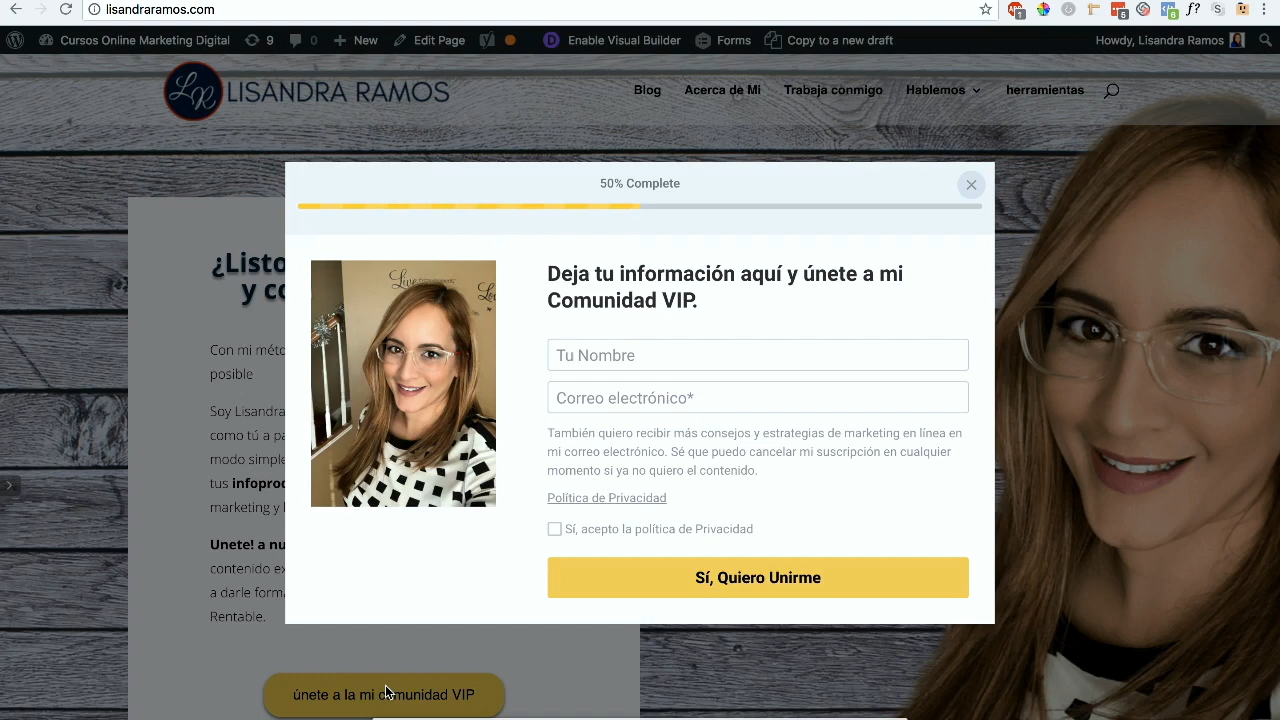 lisandraramos.com
Cursos Online Marketing Digital 9 0 New Edit Page Enable Visual Builder Forms Copy to a new draft Howdy, Lisandra Ramos
LR LISANDRA RAMOS
Blog Acerca de Mi Trabaja conmigo Hablemos herramientas
50% Complete
Deja tu información aquí y únete a mi
Comunidad VIP.
Tu Nombre
Correo electrónico*
También quiero recibir más consejos y estrategias de marketing en línea en
mi correo electrónico. Sé que puedo cancelar mi suscripción en cualquier
momento si ya no quiero el contenido.
Política de Privacidad
Sí, acepto la política de Privacidad
Sí, Quiero Unirme
¿Listo
y co
Con mi méto
posible
Soy Lisandra
como tú a pa
modo simple
tus infoproc
marketing y l
Unete! a nu
contenido ex
a darle forma
Rentable.
únete a la mi comunidad VIP